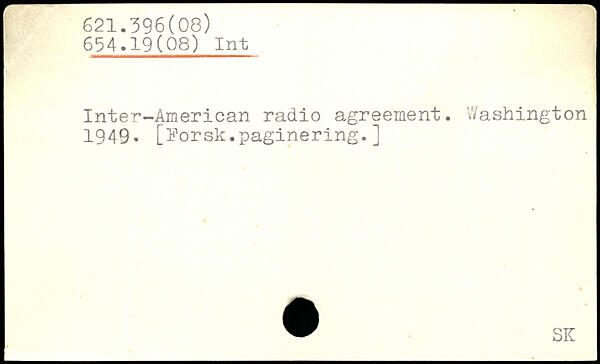 621.396(08)
654.19(08) Int
Inter-American radio agreement. Washington
1949. [Forsk.paginering.]
SK